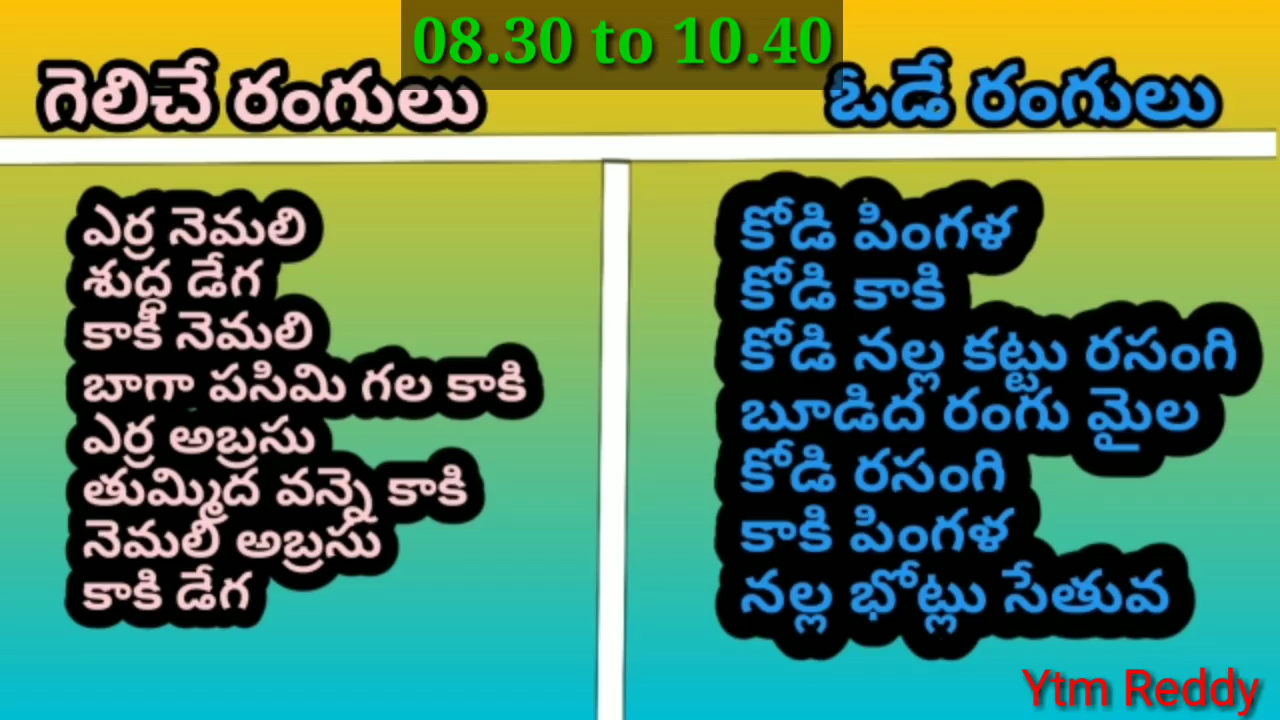 08.30 to 10.40
గెలిచే రంగులు
ఓడే రంగులు
ఎర్ర నెమలి
శుద్ధ డేగ
కాకి నెమలి
బాగా పసిమి గల కాకి
ఎర్ర అబ్రసు
తుమ్మిద వన్నె కాకి
నెమలి అబ్రసు
కాకి డేగ
కోడి పింగళ
కోడి కాకి
కోడి నల్ల కట్టు రసంగి
బూడిద రంగు మైల
కోడి రసంగి
కాకి పింగళ
నల్ల భోట్లు సేతువ
Ytm Reddy